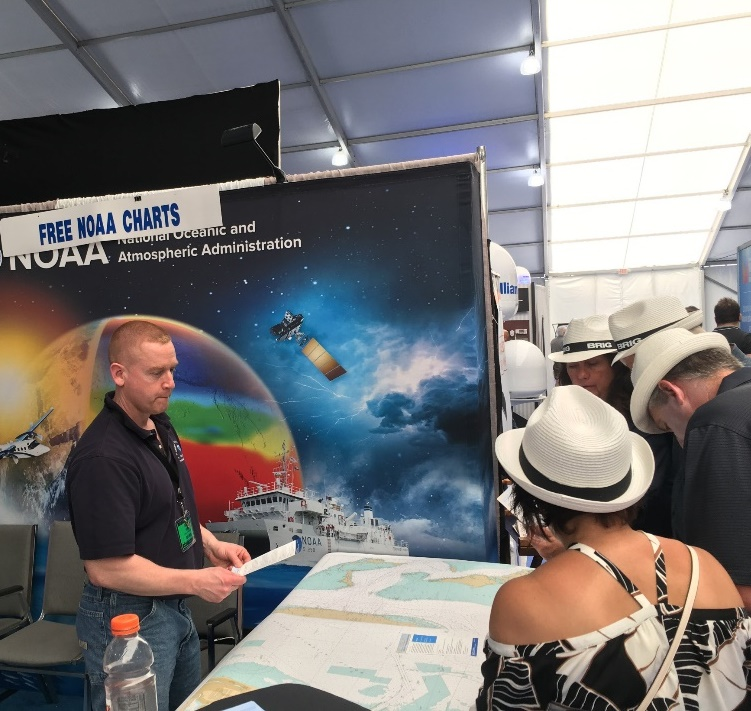 FREE NOAA CHARTS
NOAA
National Oceanic and
Atmospheric Administration
NOAA
BRIG
BRIG